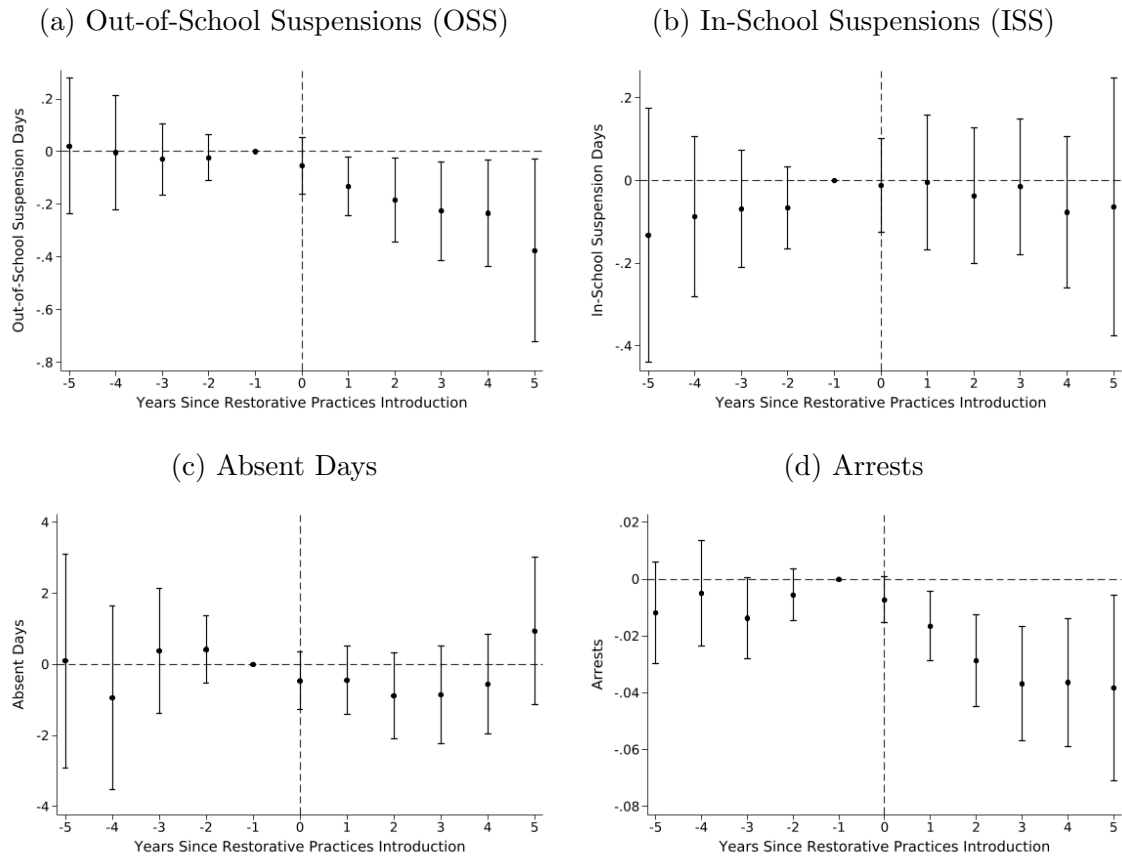 (a) Out-of-School Suspensions (OSS)
.2
0
-.2
-.4
-.6
-.8
Out-of-School Suspension Days
-5 -4 -3 -2 -1 0 1 2 3 4 5
Years Since Restorative Practices Introduction
(b) In-School Suspensions (ISS)
.2
0
-.2
-.4
In-School Suspension Days
-5 -4 -3 -2 -1 0 1 2 3 4 5
Years Since Restorative Practices Introduction
(c) Absent Days
4
2
0
-2
-4
Absent Days
-5 -4 -3 -2 -1 0 1 2 3 4 5
Years Since Restorative Practices Introduction
(d) Arrests
.02
0
-.02
-.04
-.06
-.08
Arrests
-5 -4 -3 -2 -1 0 1 2 3 4 5
Years Since Restorative Practices Introduction